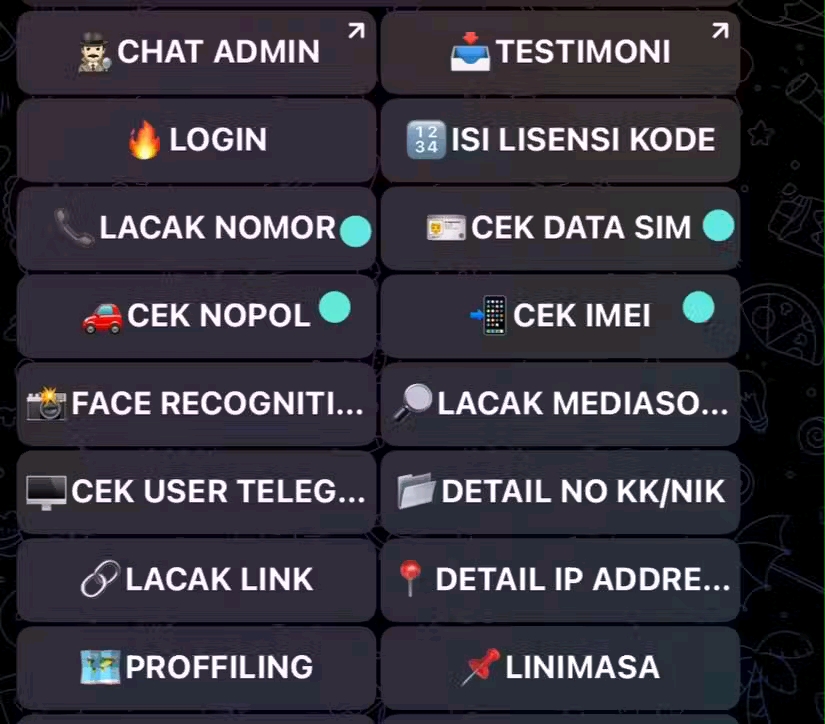 CHAT ADMIN
TESTIMONI
LOGIN
ISI LISENSI KODE
LACAK NOMOR
CEK DATA SIM
CEK NOPOL
CEK IMEI
FACE RECOGNITI...
LACAK MEDIASO...
CEK USER TELEG...
DETAIL NO KK/NIK
LACAK LINK
DETAIL IP ADDRE...
PROFFILING
LINIMASA